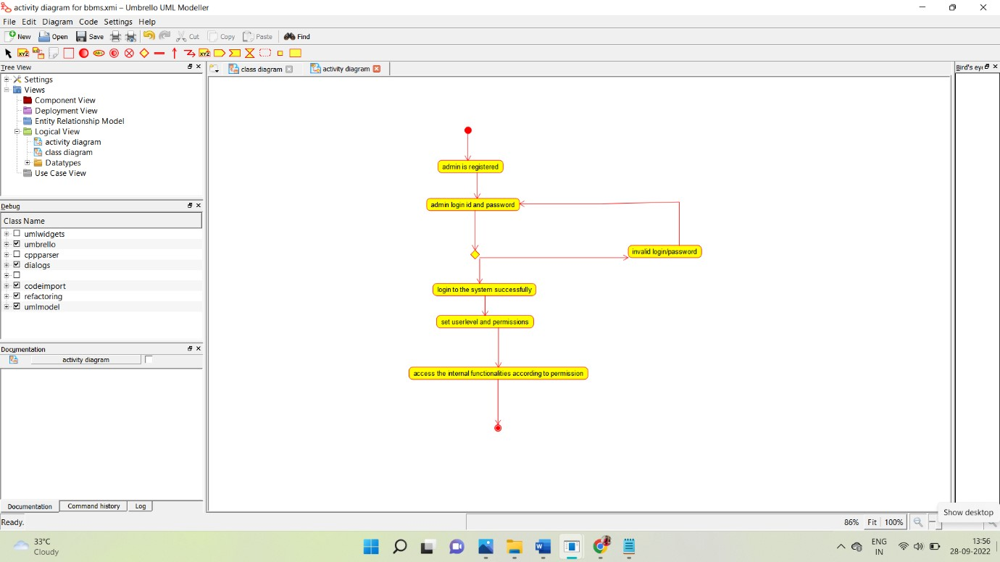 activity diagram for bbms.xmi – Umbrello UML Modeller
File Edit Diagram Code Settings Help
New Open Save Cut Copy Paste Find
Tree View
class diagram
activity diagram
Bird's eye
Settings
Views
Component View
Deployment View
Entity Relationship Model
Logical View
activity diagram
class diagram
Datatypes
Use Case View
Debug
Class Name
umlwidgets
umbrello
cppparser
dialogs
codeimport
refactoring
umlmodel
Documentation
activity diagram
Documentation Command history Log
admin is registered
admin login id and password
invalid login/password
login to the system successfully
set userlevel and permissions
access the internal functionalities according to permission
Ready.
86% Fit 100%
Show desktop
33°C
Cloudy
ENG
IN
13:56
28-09-2022